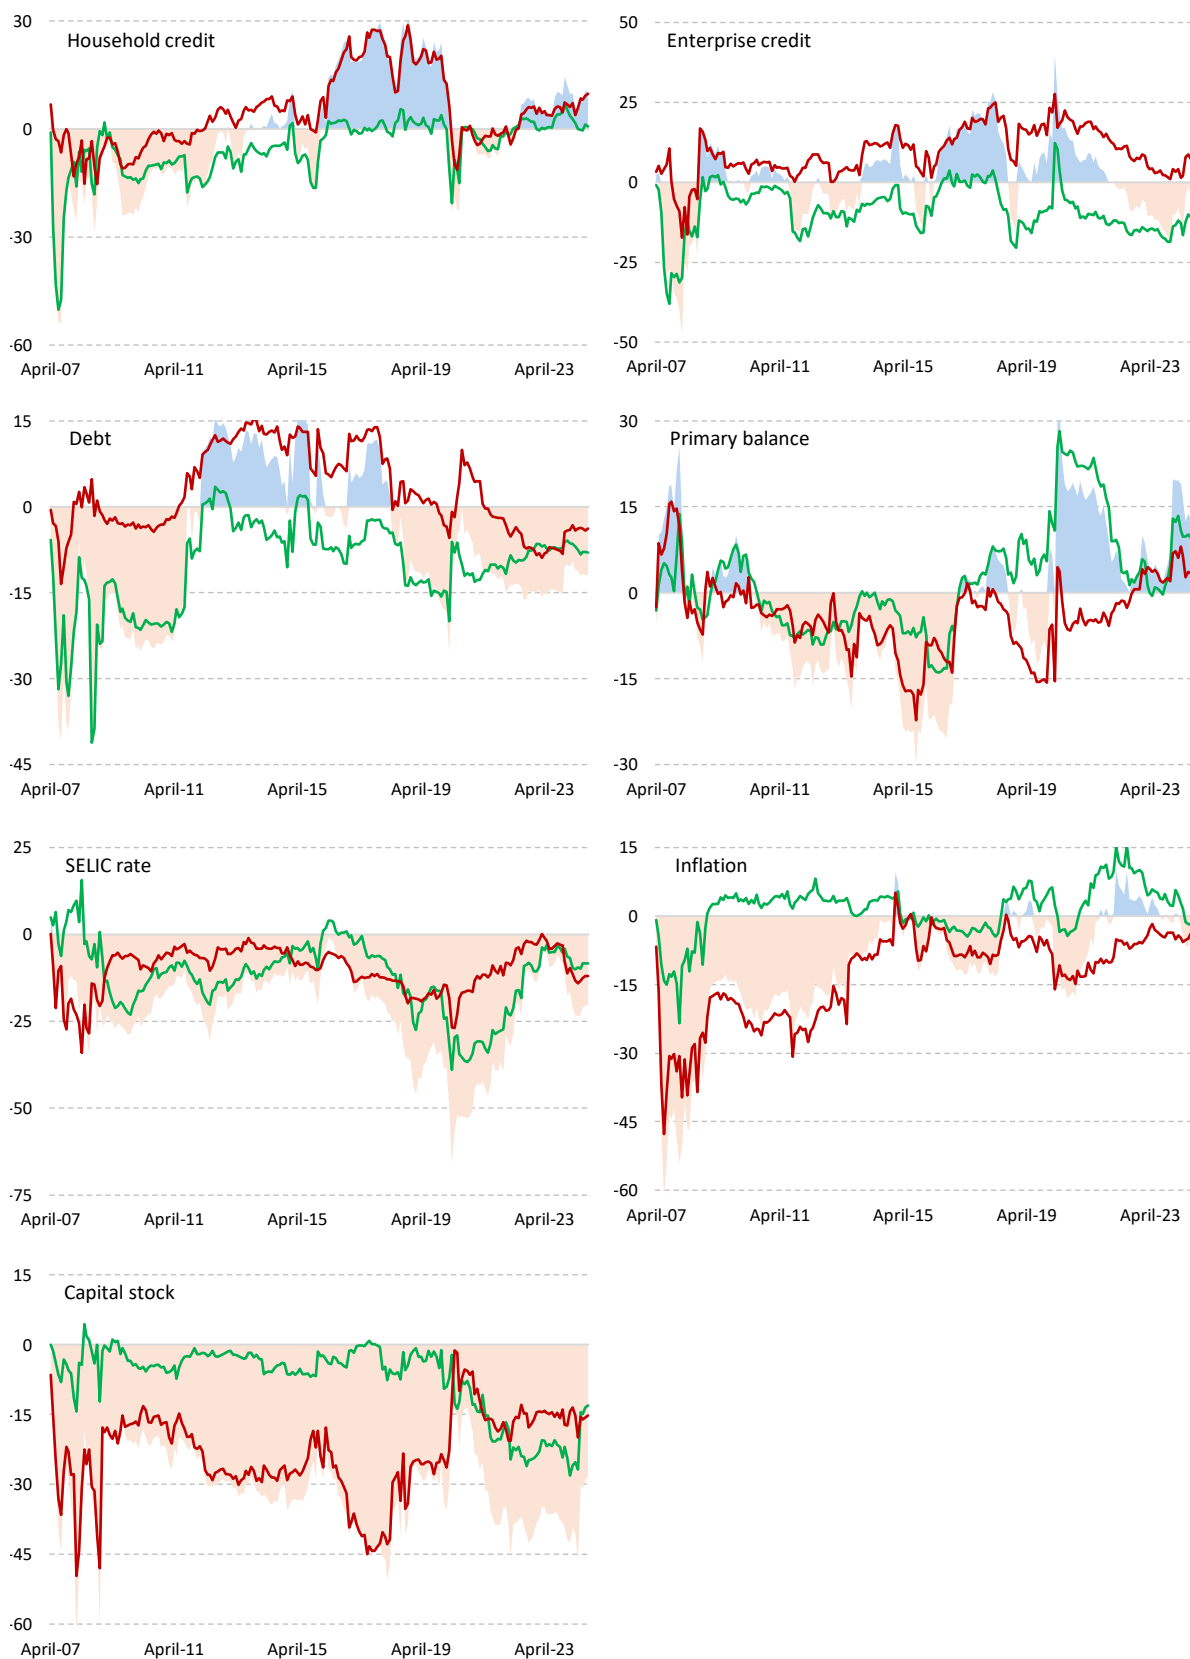 Household credit
30
0
-30
-60
April-07 April-11 April-15 April-19 April-23
Enterprise credit
50
25
0
-25
-50
April-07 April-11 April-15 April-19 April-23
Debt
15
0
-15
-30
-45
April-07 April-11 April-15 April-19 April-23
Primary balance
30
15
0
-15
-30
April-07 April-11 April-15 April-19 April-23
SELIC rate
25
0
-25
-50
-75
April-07 April-11 April-15 April-19 April-23
Inflation
15
0
-15
-30
-45
-60
April-07 April-11 April-15 April-19 April-23
Capital stock
15
0
-15
-30
-45
-60
April-07 April-11 April-15 April-19 April-23